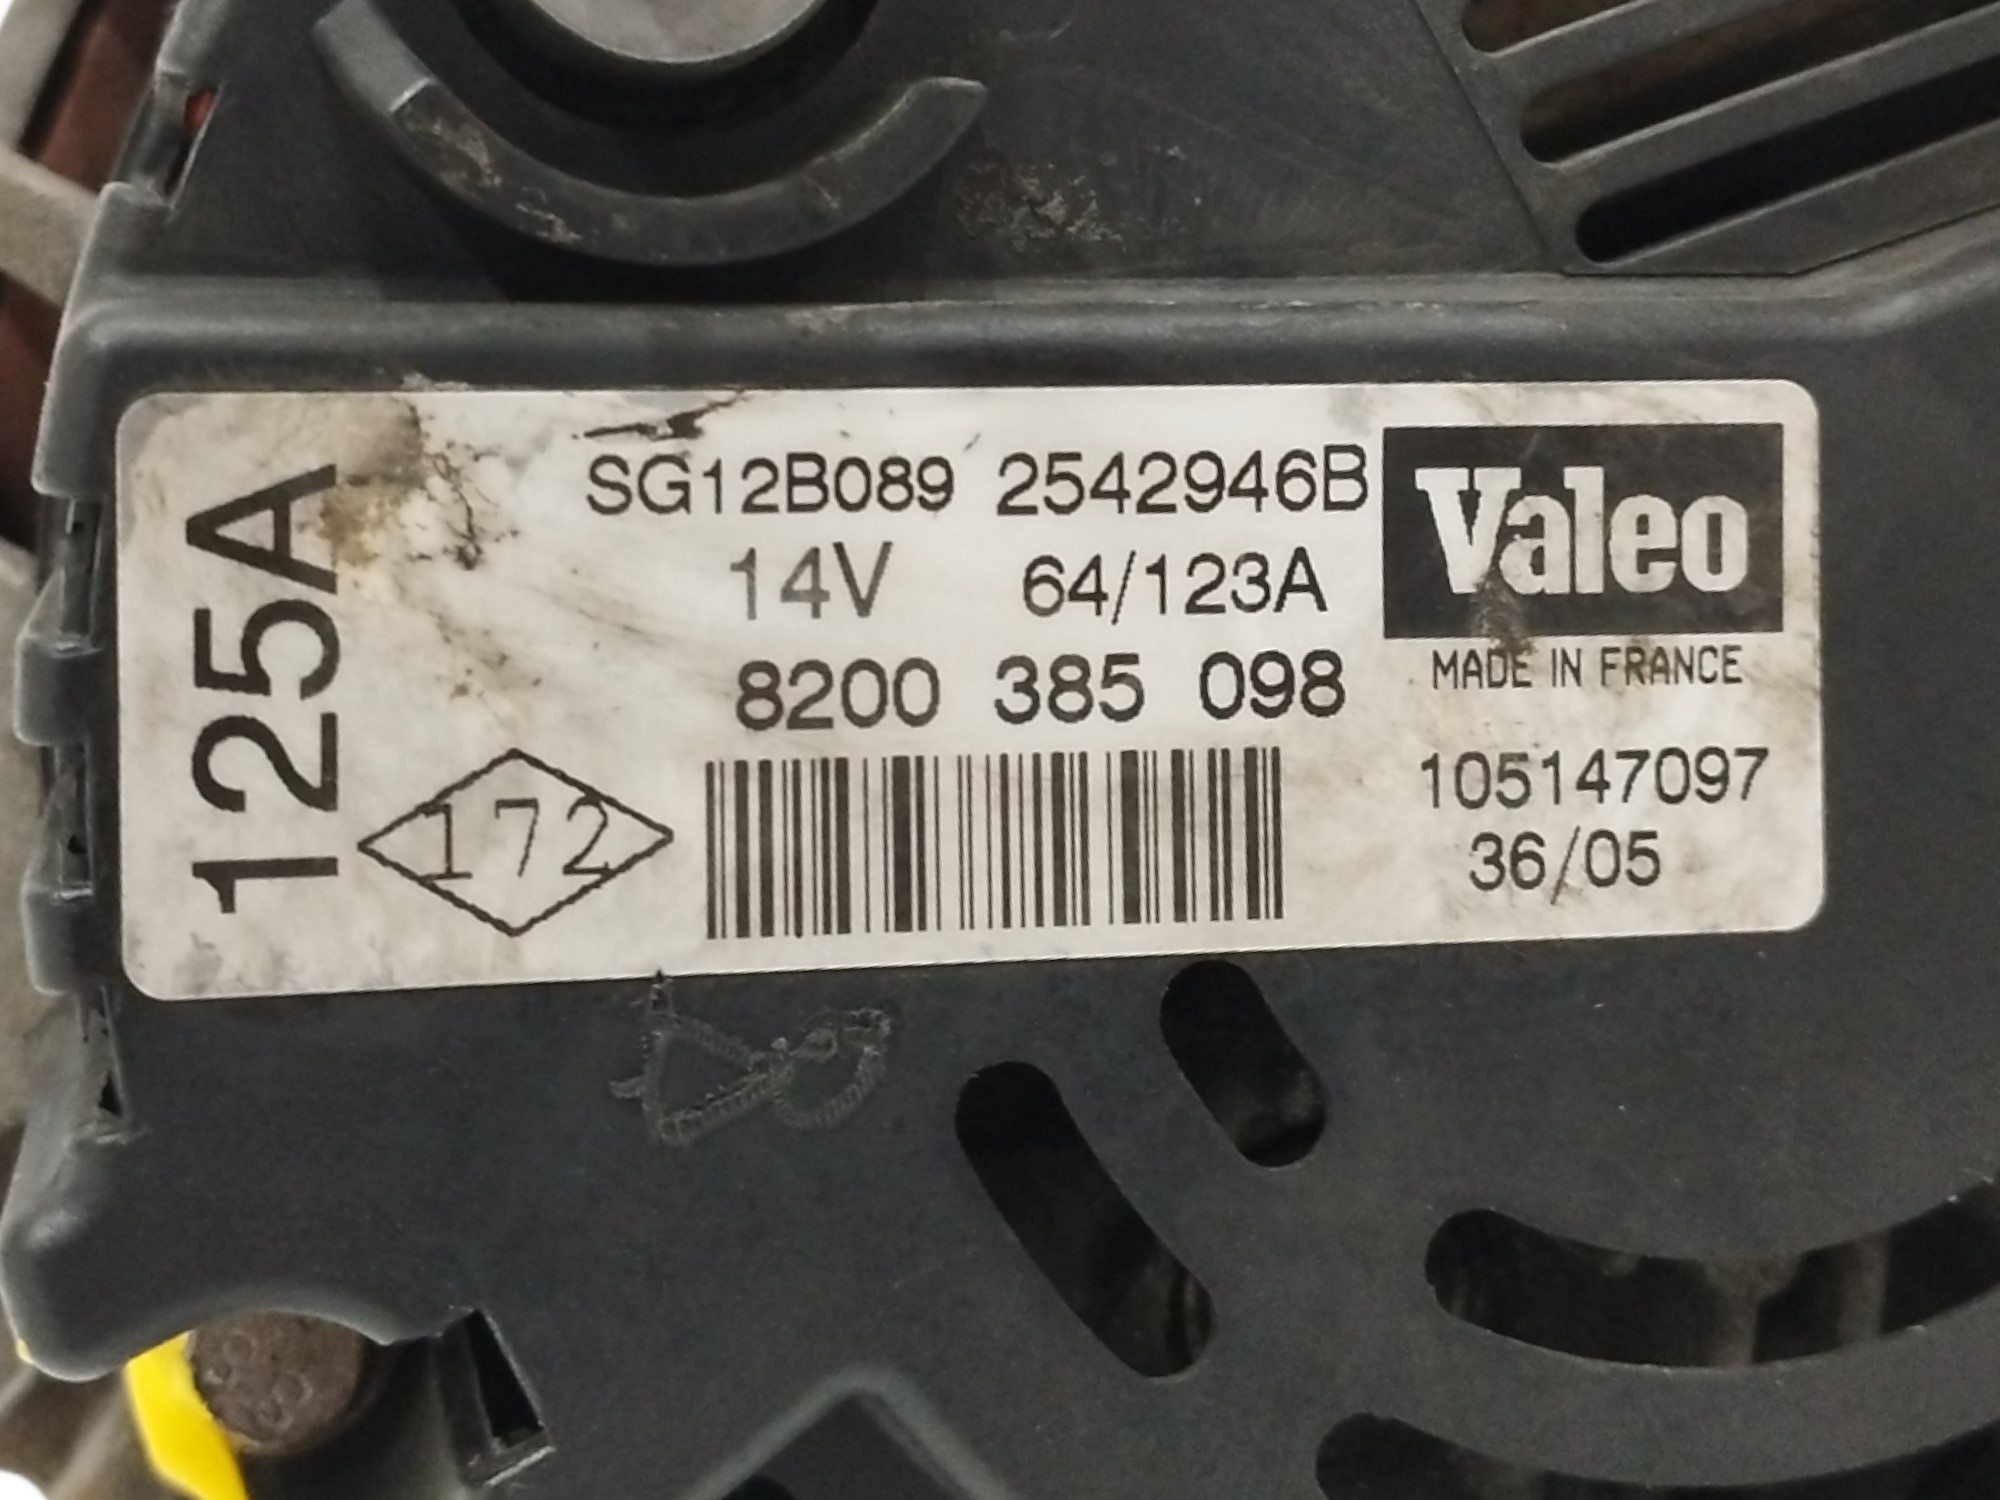 125A
SG12B089 2542946B
14V 64/123A
8200 385 098
172
Valeo
MADE IN FRANCE
105147097
36/05